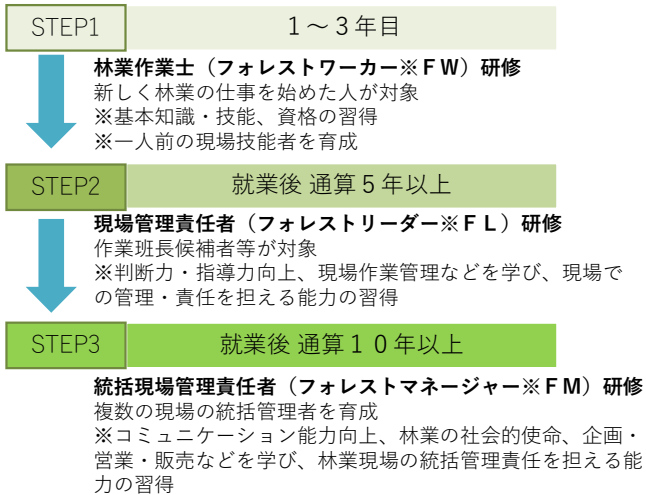 STEP1 １～３年目
林業作業士（フォレストワーカー※ＦＷ）研修
新しく林業の仕事を始めた人が対象
※基本知識・技能、資格の習得
※一人前の現場技能者を育成
STEP2 就業後 通算５年以上
現場管理責任者（フォレストリーダー※ＦＬ）研修
作業班長候補者等が対象
※判断力・指導力向上、現場作業管理などを学び、現場で
の管理・責任を担える能力の習得
STEP3 就業後 通算１０年以上
統括現場管理責任者（フォレストマネージャー※ＦＭ）研修
複数の現場の統括管理者を育成
※コミュニケーション能力向上、林業の社会的使命、企画・
営業・販売などを学び、林業現場の統括管理責任を担える能
力の習得